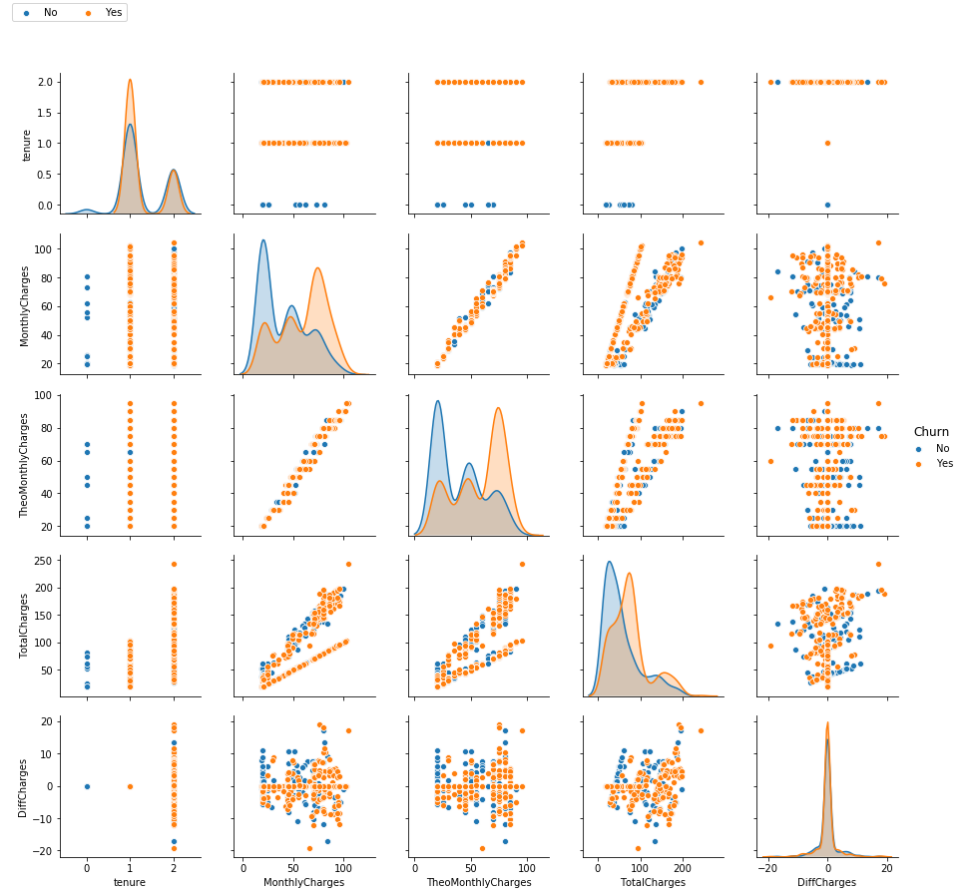 No Yes
2.0
1.5
1.0
0.5
0.0
tenure
100
80
60
40
20
MonthlyCharges
100
80
60
40
20
TheoMonthlyCharges
Churn
No
Yes
250
200
150
100
50
TotalCharges
20
10
0
−10
−20
DiffCharges
0 1 2 0 50 100 0 50 100 0 100 200 −20 0 20
tenure MonthlyCharges TheoMonthlyCharges TotalCharges DiffCharges